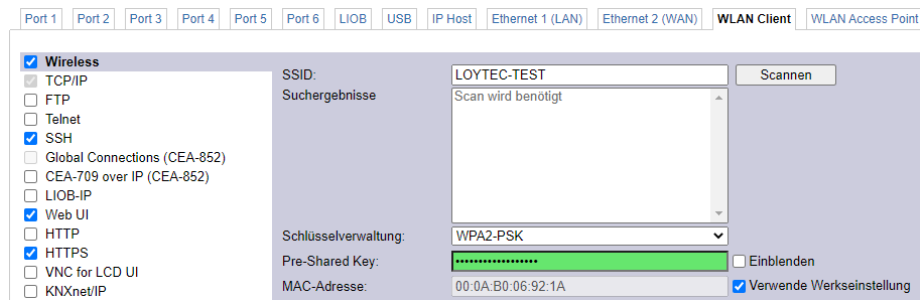 Port 1 Port 2 Port 3 Port 4 Port 5 Port 6 LIOB USB IP Host Ethernet 1 (LAN) Ethernet 2 (WAN) WLAN Client WLAN Access Point
Wireless
TCP/IP
FTP
Telnet
SSH
Global Connections (CEA-852)
CEA-709 over IP (CEA-852)
LIOB-IP
Web UI
HTTP
HTTPS
VNC for LCD UI
KNXnet/IP
SSID: LOYTEC-TEST Scannen
Suchergebnisse Scan wird benötigt
Schlüsselverwaltung: WPA2-PSK
Pre-Shared Key: •••••••••••••••••• Einblenden
MAC-Adresse: 00:0A:B0:06:92:1A Verwende Werkseinstellung